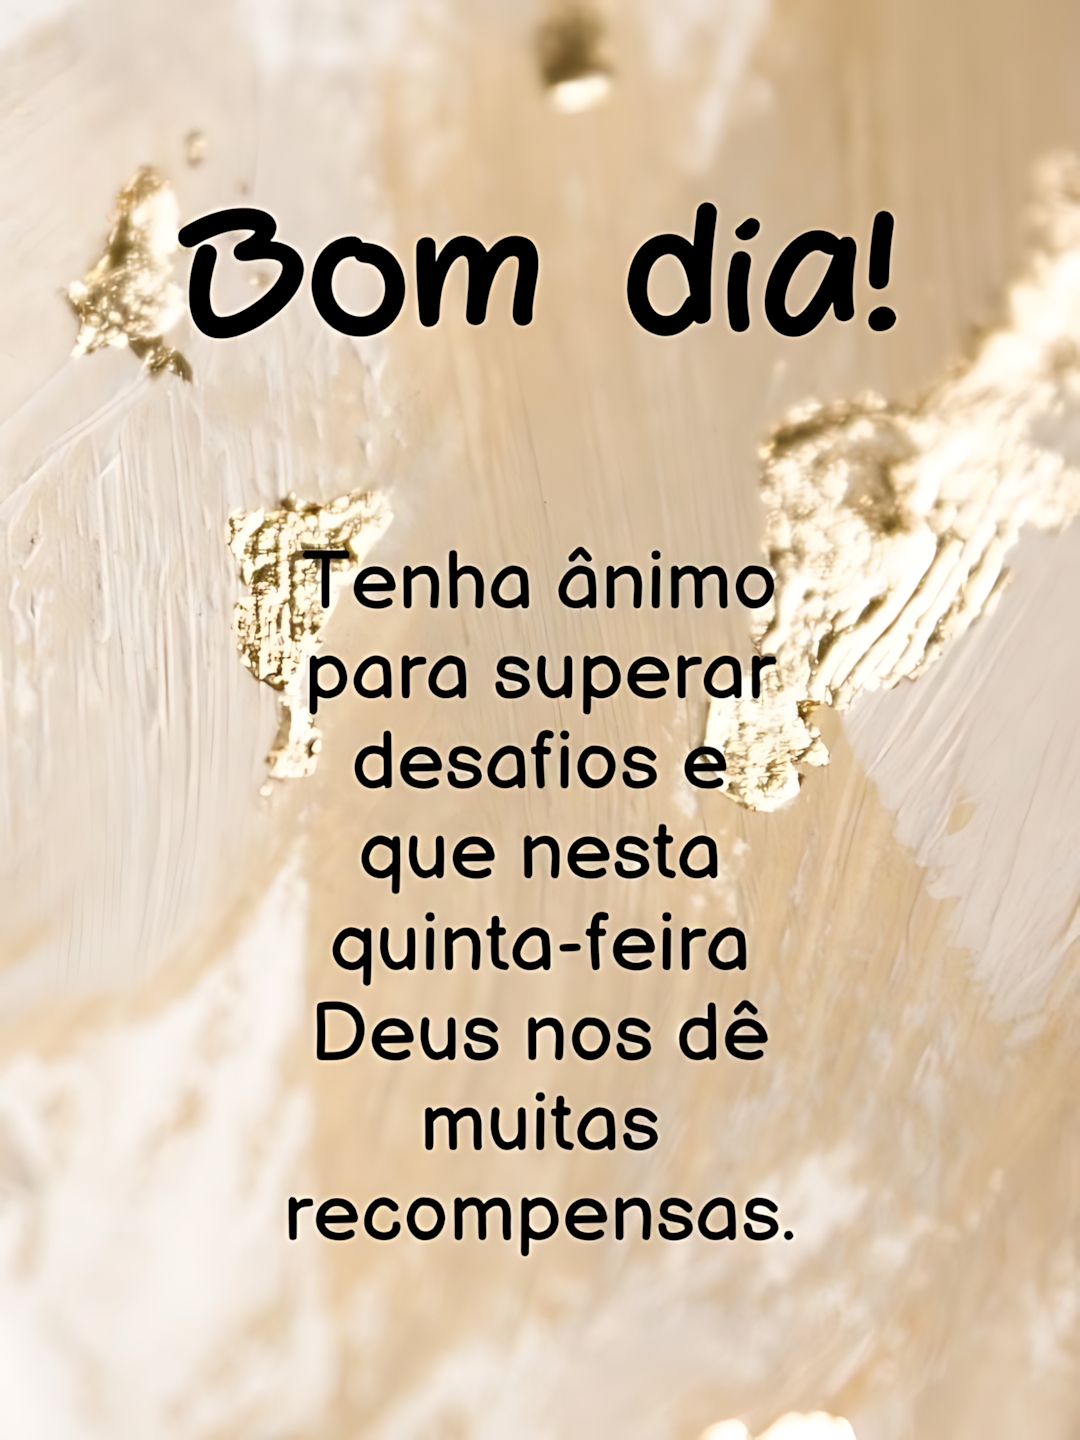 Bom dia!
Tenha ânimo
para superar
desafios e
que nesta
quinta-feira
Deus nos dê
muitas
recompensas.